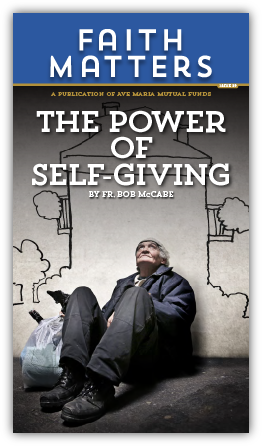 FAITH
MATTERS
A PUBLICATION OF AVE MARIA MUTUAL FUNDS
THE POWER
OF
SELF-GIVING
BY FR. BOB McCABE